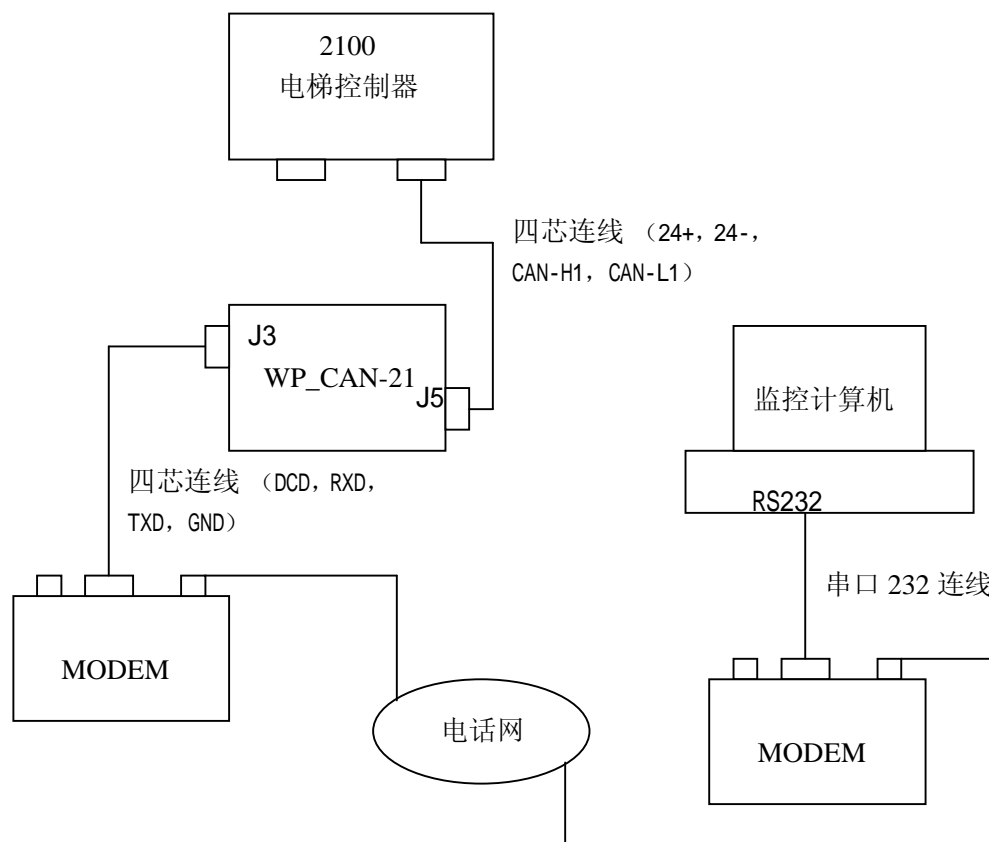 2100
电梯控制器
四芯连线 （24+，24-，
CAN-H1，CAN-L1）
J3
WP_CAN-21
J5
监控计算机
四芯连线 （DCD，RXD，
TXD，GND）
RS232
串口 232 连线
MODEM
电话网
MODEM